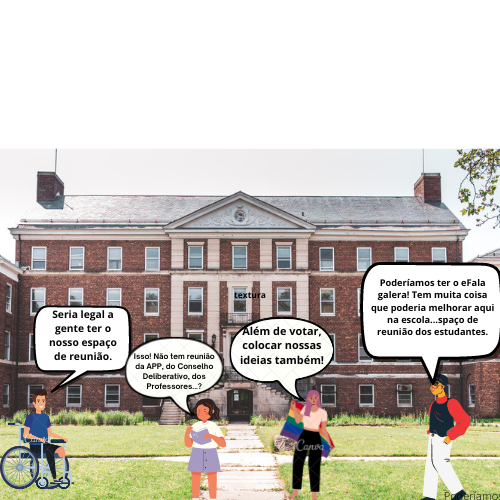 Seria legal a
gente ter o
nosso espaço
de reunião.
Isso! Não tem reunião
da APP, do Conselho
Deliberativo, dos
Professores..?
textura
Além de votar,
colocar nossas
ideias também!
Poderíamos ter o eFala
galera! Tem muita coisa
que poderia melhorar aqui
na escola...spaço de
reunião dos estudantes.
Canva
Poderíamos